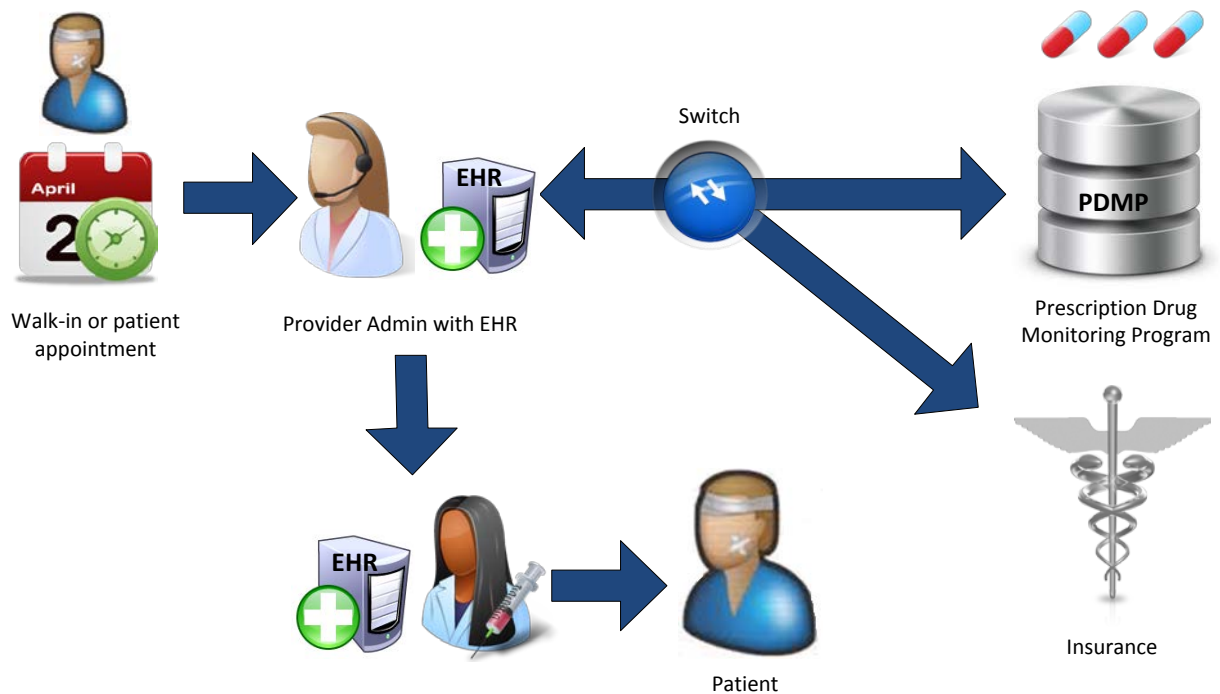 Switch
April
2
EHR
PDMP
Walk-in or patient
appointment
Provider Admin with EHR
Prescription Drug
Monitoring Program
EHR
Insurance
Patient